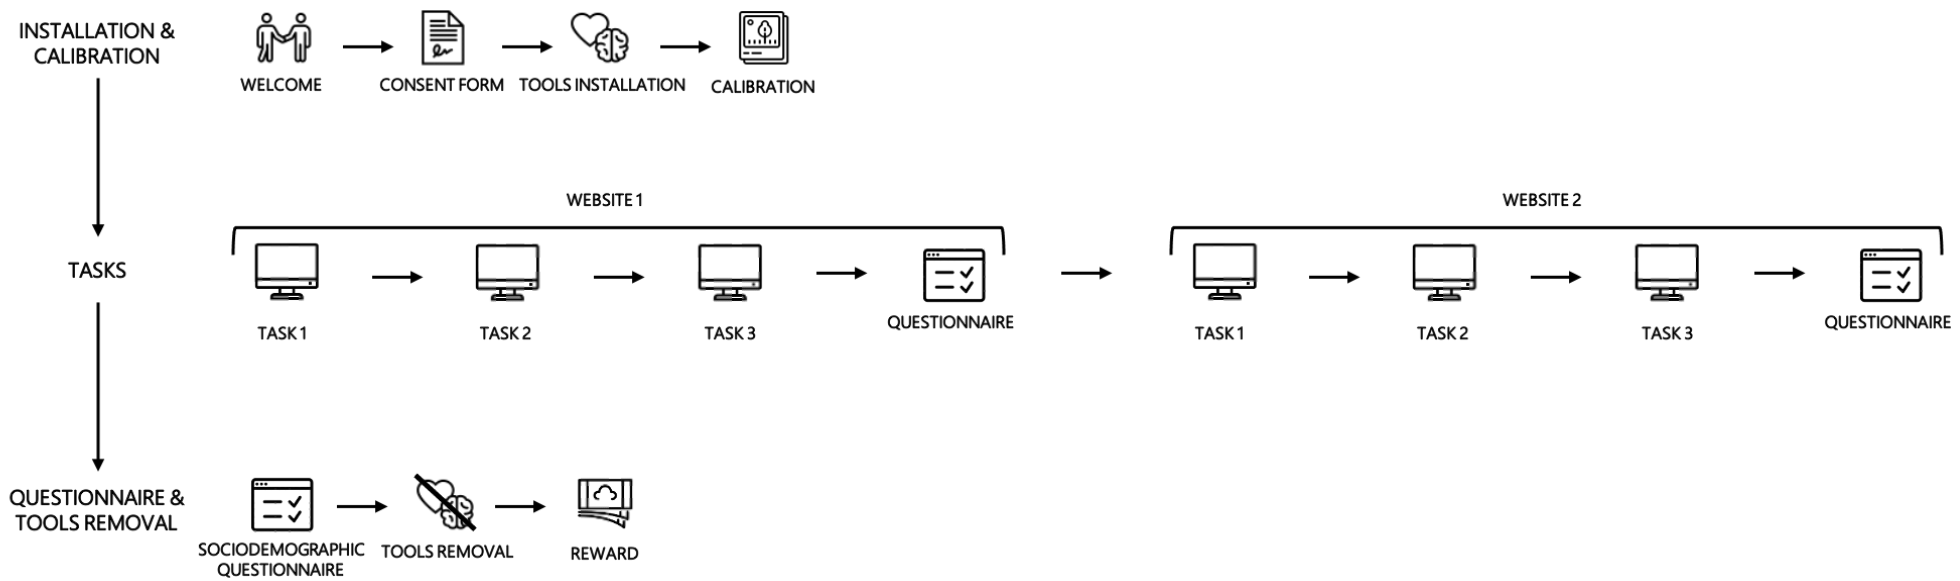 INSTALLATION &
CALIBRATION
WELCOME
CONSENT FORM
TOOLS INSTALLATION
CALIBRATION
TASKS
WEBSITE 1
TASK 1
TASK 2
TASK 3
QUESTIONNAIRE
WEBSITE 2
TASK 1
TASK 2
TASK 3
QUESTIONNAIRE
QUESTIONNAIRE &
TOOLS REMOVAL
SOCIODEMOGRAPHIC
QUESTIONNAIRE
TOOLS REMOVAL
REWARD